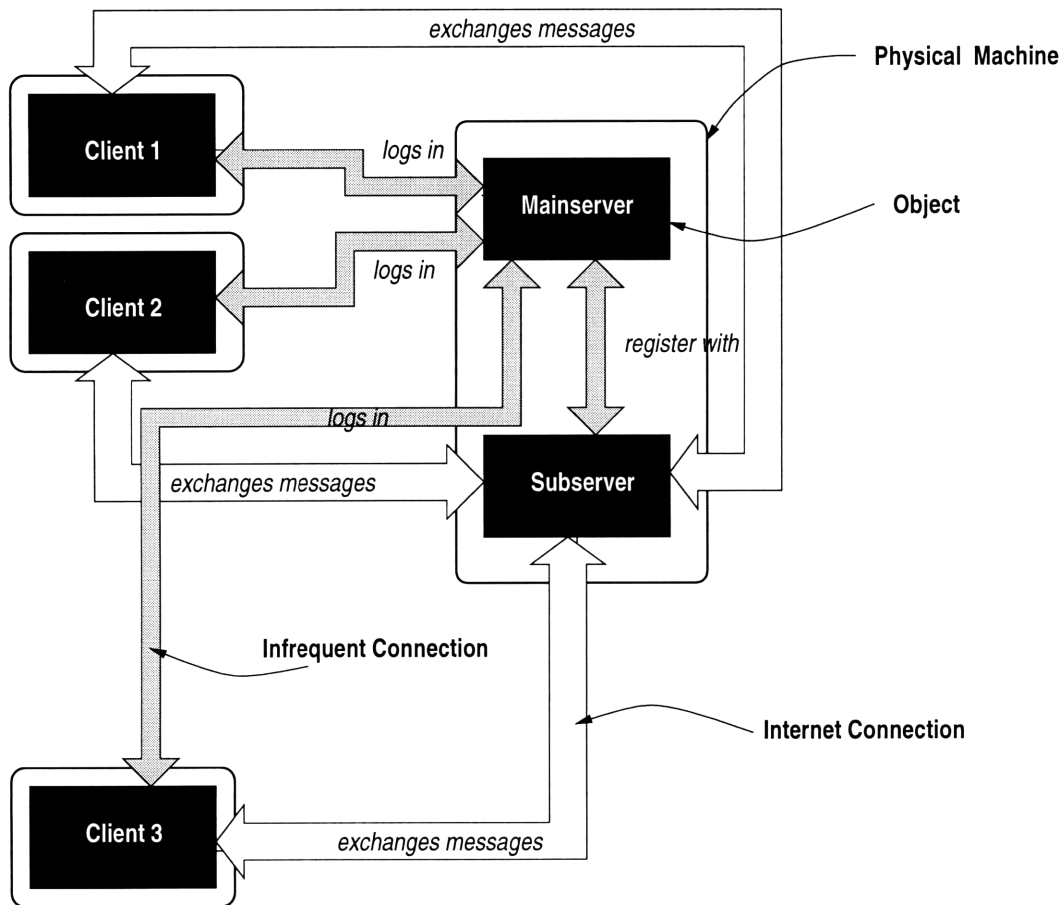 exchanges messages
Physical Machine
Client 1
logs in
Mainserver
Object
logs in
Client 2
register with
logs in
exchanges messages
Subserver
Infrequent Connection
Internet Connection
Client 3
exchanges messages